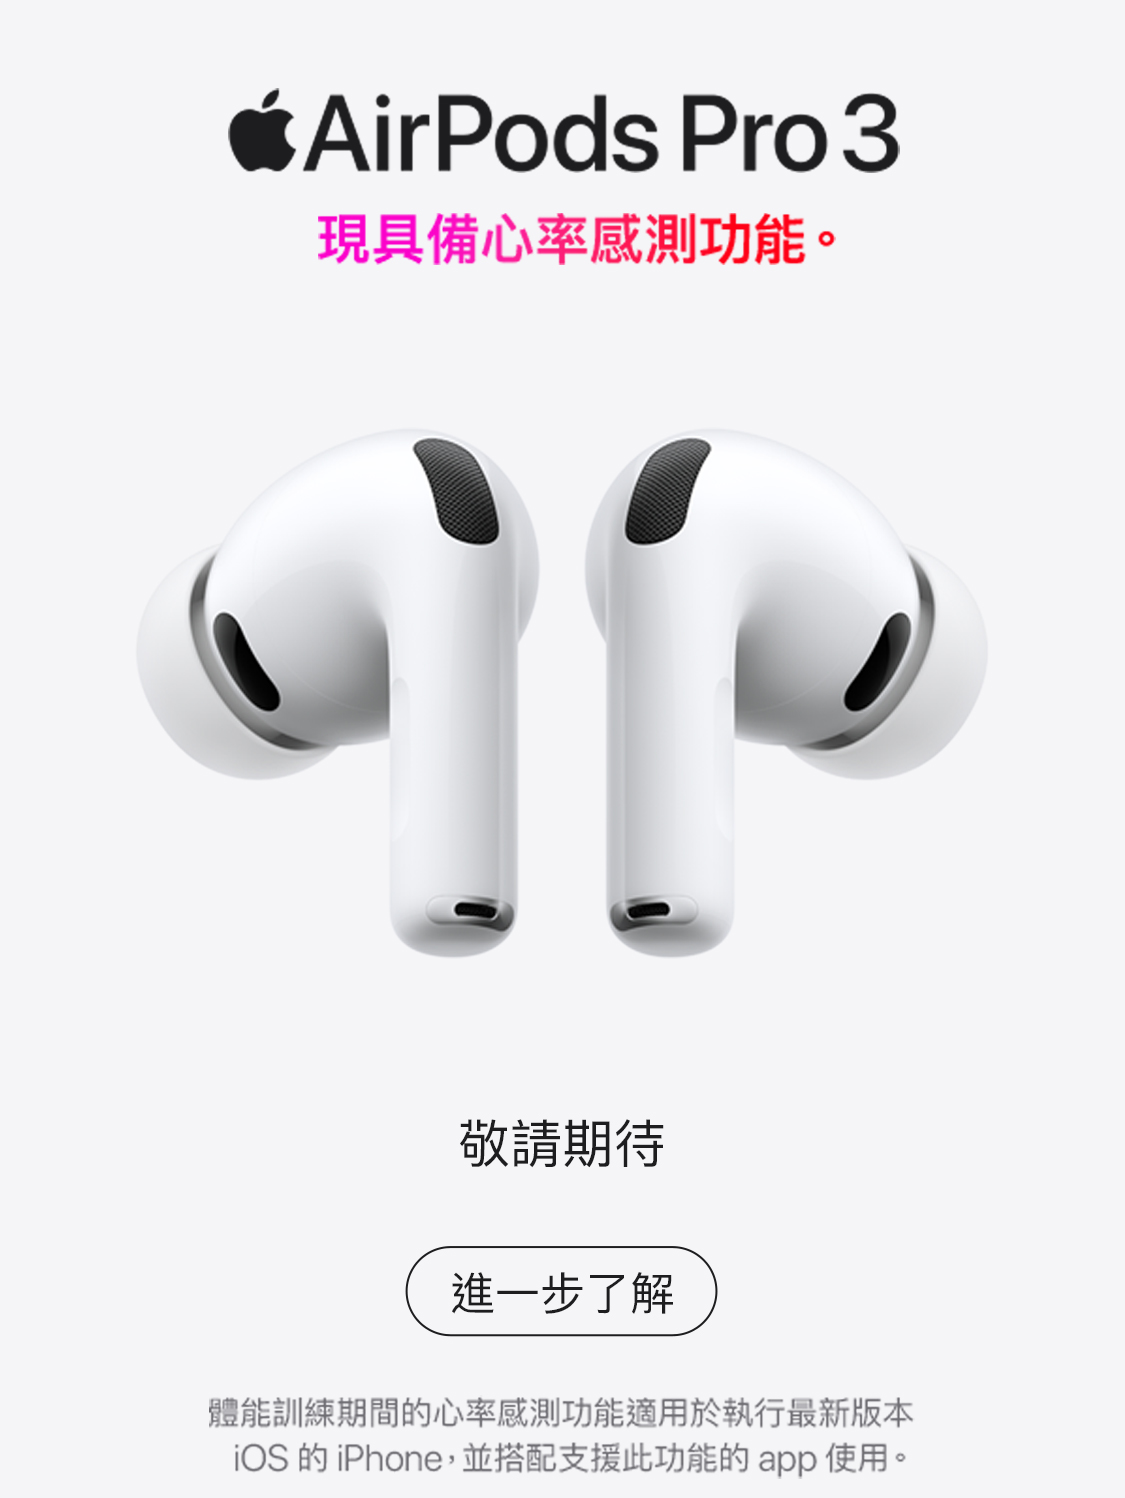 AirPods Pro 3
現具備心率感測功能。
敬請期待
進一步了解
體能訓練期間的心率感測功能適用於執行最新版本
iOS 的 iPhone，並搭配支援此功能的 app 使用。